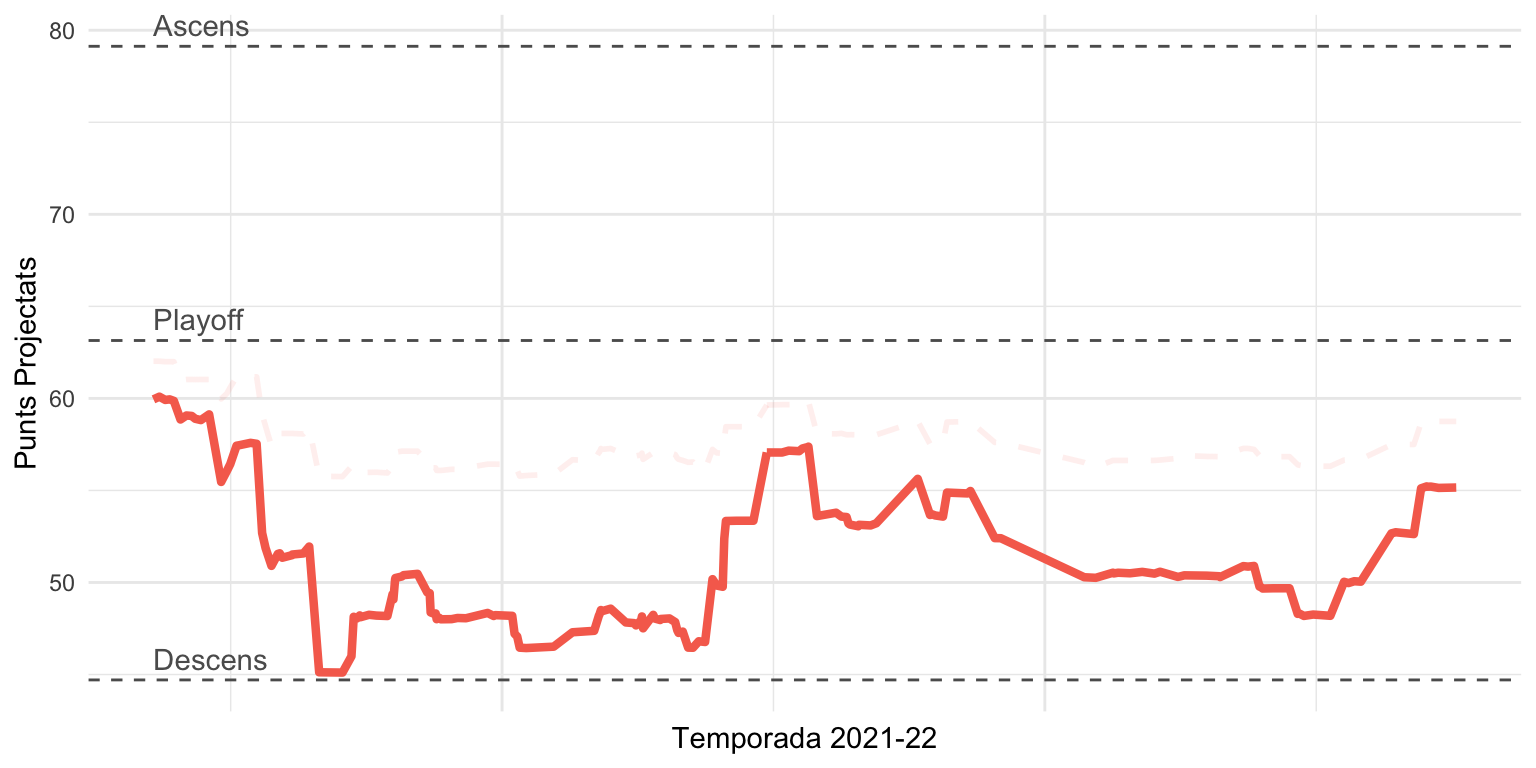 80
Ascens
70
Playoff
60
50
Descens
Punts Projectats
Temporada 2021-22